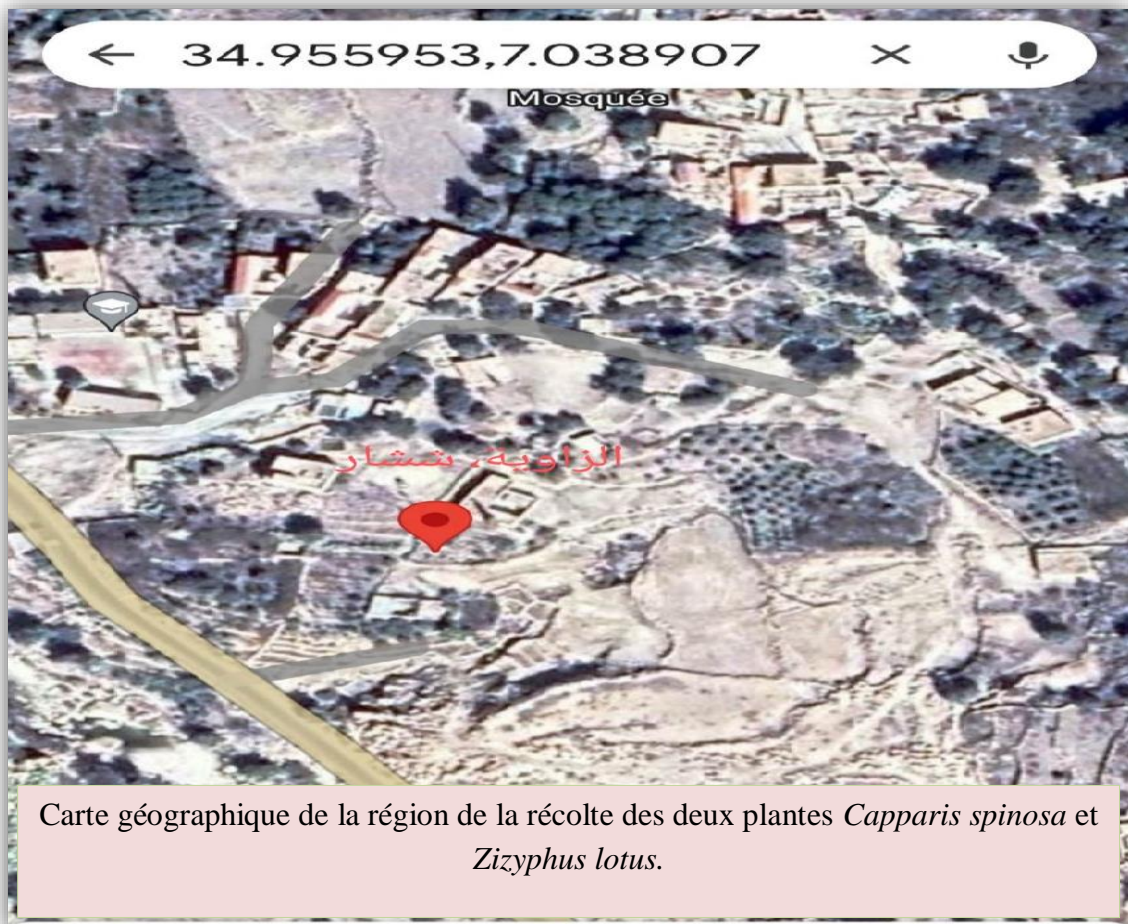 34.955953,7.038907
Mosquée
الزاوية، ششار
Carte géographique de la région de la récolte des deux plantes Capparis spinosa et
Zizyphus lotus.